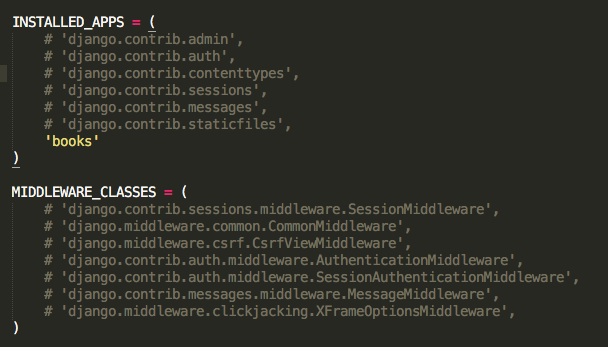 INSTALLED_APPS = (
    # 'django.contrib.admin',
    # 'django.contrib.auth',
    # 'django.contrib.contenttypes',
    # 'django.contrib.sessions',
    # 'django.contrib.messages',
    # 'django.contrib.staticfiles',
    'books'
)
MIDDLEWARE_CLASSES = (
    # 'django.contrib.sessions.middleware.SessionMiddleware',
    # 'django.middleware.common.CommonMiddleware',
    # 'django.middleware.csrf.CsrfViewMiddleware',
    # 'django.contrib.auth.middleware.AuthenticationMiddleware',
    # 'django.contrib.auth.middleware.SessionAuthenticationMiddleware',
    # 'django.contrib.messages.middleware.MessageMiddleware',
    # 'django.middleware.clickjacking.XFrameOptionsMiddleware',
)